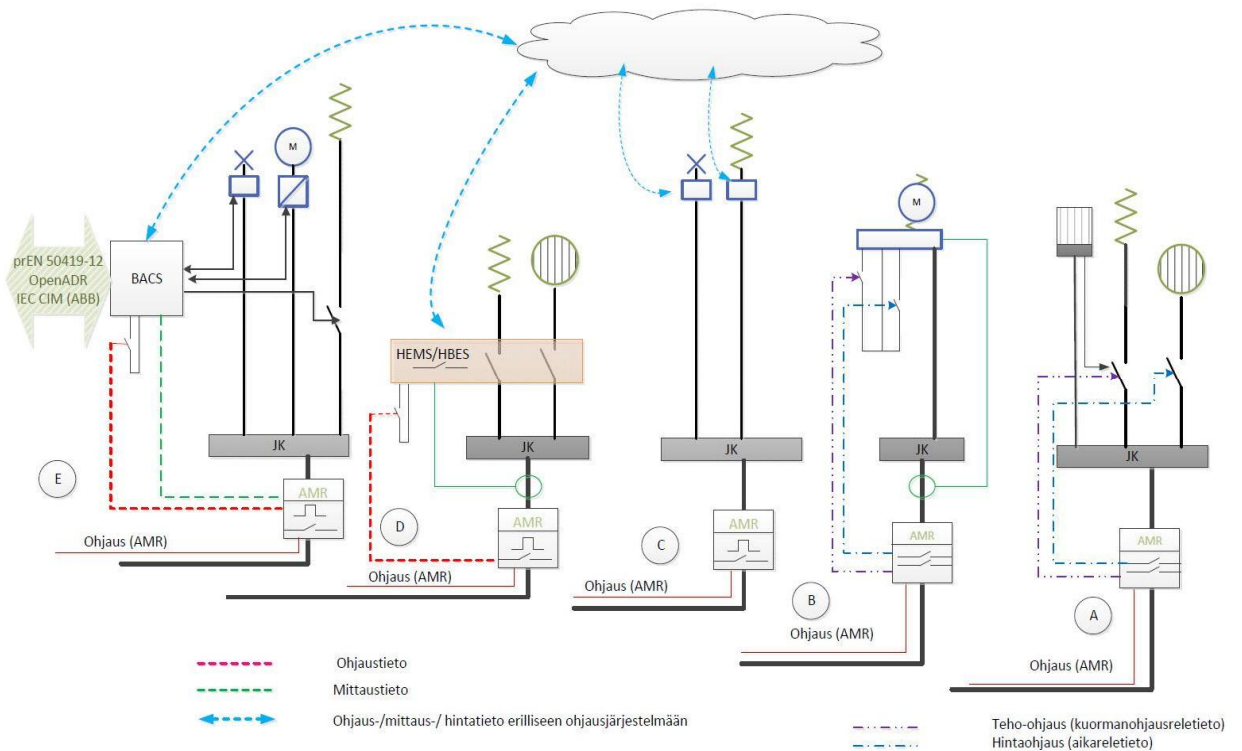 M
M
prEN 50419-12
OpenADR
IEC CIM (ABB)
BACS
HEMS/HBES
JK
JK
JK
JK
JK
E
AMR
D
AMR
C
AMR
B
AMR
A
AMR
Ohjaus (AMR)
Ohjaus (AMR)
Ohjaus (AMR)
Ohjaus (AMR)
Ohjaus (AMR)
Ohjaustieto
Mittaustieto
Ohjaus-/mittaus-/ hintatieto erilliseen ohjausjärjestelmään
Teho-ohjaus (kuormanohjausreletieto)
Hintaohjaus (aikareletieto)